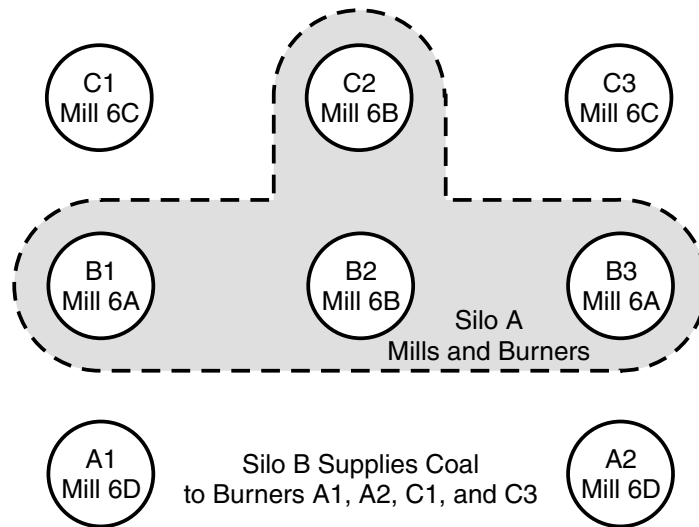 C1
Mill 6C
C2
Mill 6B
C3
Mill 6C
B1
Mill 6A
B2
Mill 6B
B3
Mill 6A
Silo A
Mills and Burners
A1
Mill 6D
Silo B Supplies Coal
to Burners A1, A2, C1, and C3
A2
Mill 6D